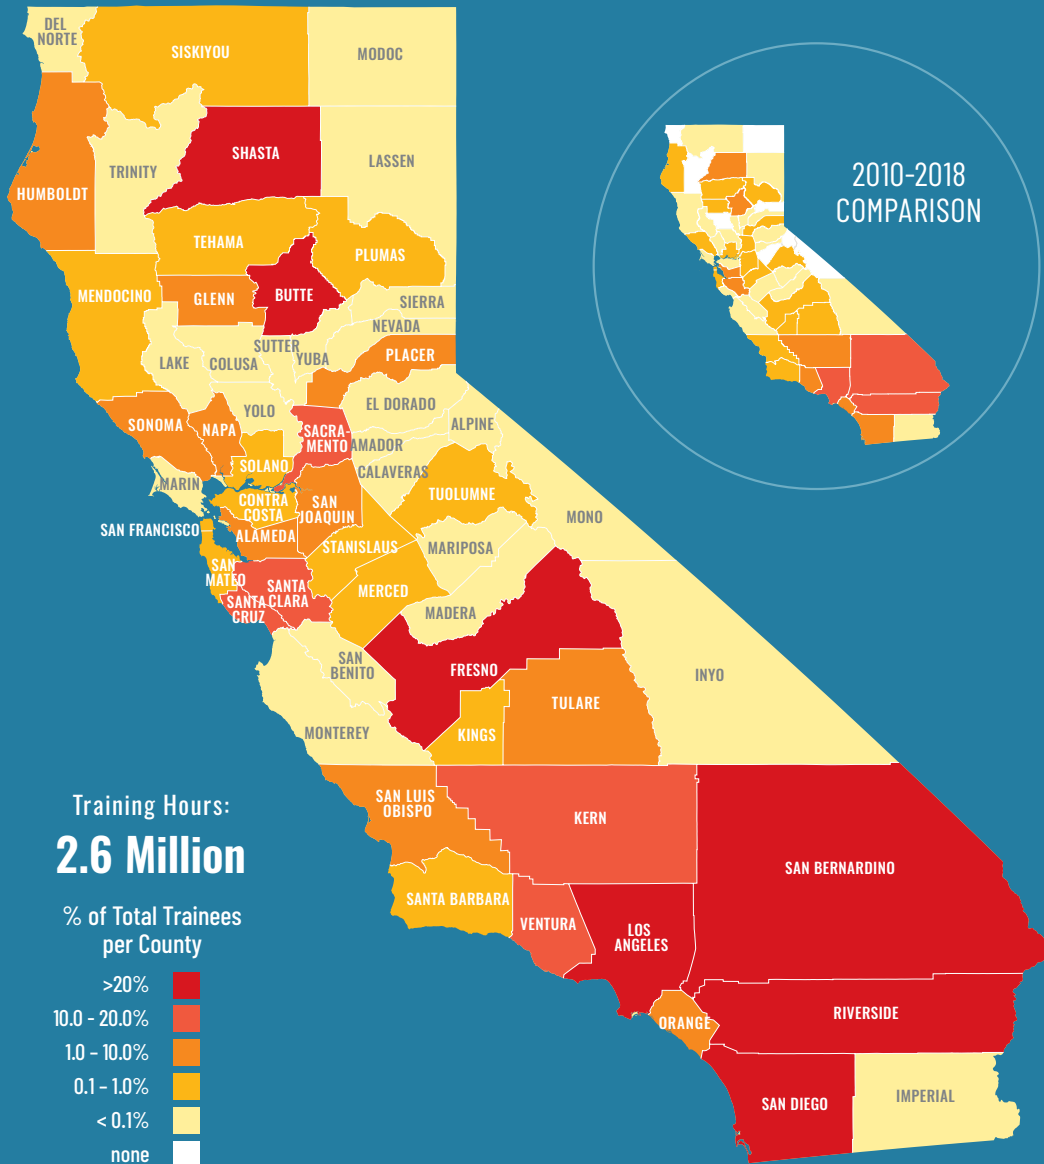 DEL
NORTE
SISKIYOU
MODOC
SHASTA
LASSEN
TRINITY
HUMBOLDT
2010-2018
COMPARISON
TEHAMA
PLUMAS
MENDOCINO
GLENN
BUTTE
SIERRA
NEVADA
SUTTER
YUBA
PLACER
LAKE
COLUSA
EL DORADO
YOLO
ALPINE
SONOMA
NAPA
SACRA-
MENTO
AMADOR
SOLANO
CALAVERAS
MARIN
TUOLUMNE
CONTRA
COSTA
SAN
JOAQUIN
MONO
SAN FRANCISCO
ALAMEDA
STANISLAUS
MARIPOSA
SAN
MATEO
SANTA
CLARA
MERCED
SANTA
CRUZ
MADERA
SAN
BENITO
FRESNO
INYO
TULARE
MONTEREY
KINGS
SAN LUIS
OBISPO
KERN
SAN BERNARDINO
SANTA BARBARA
VENTURA
LOS
ANGELES
ORANGE
RIVERSIDE
SAN DIEGO
IMPERIAL
Training Hours:
2.6 Million
% of Total Trainees
per County
>20%
10.0 - 20.0%
1.0 – 10.0%
0.1 – 1.0%
< 0.1%
none